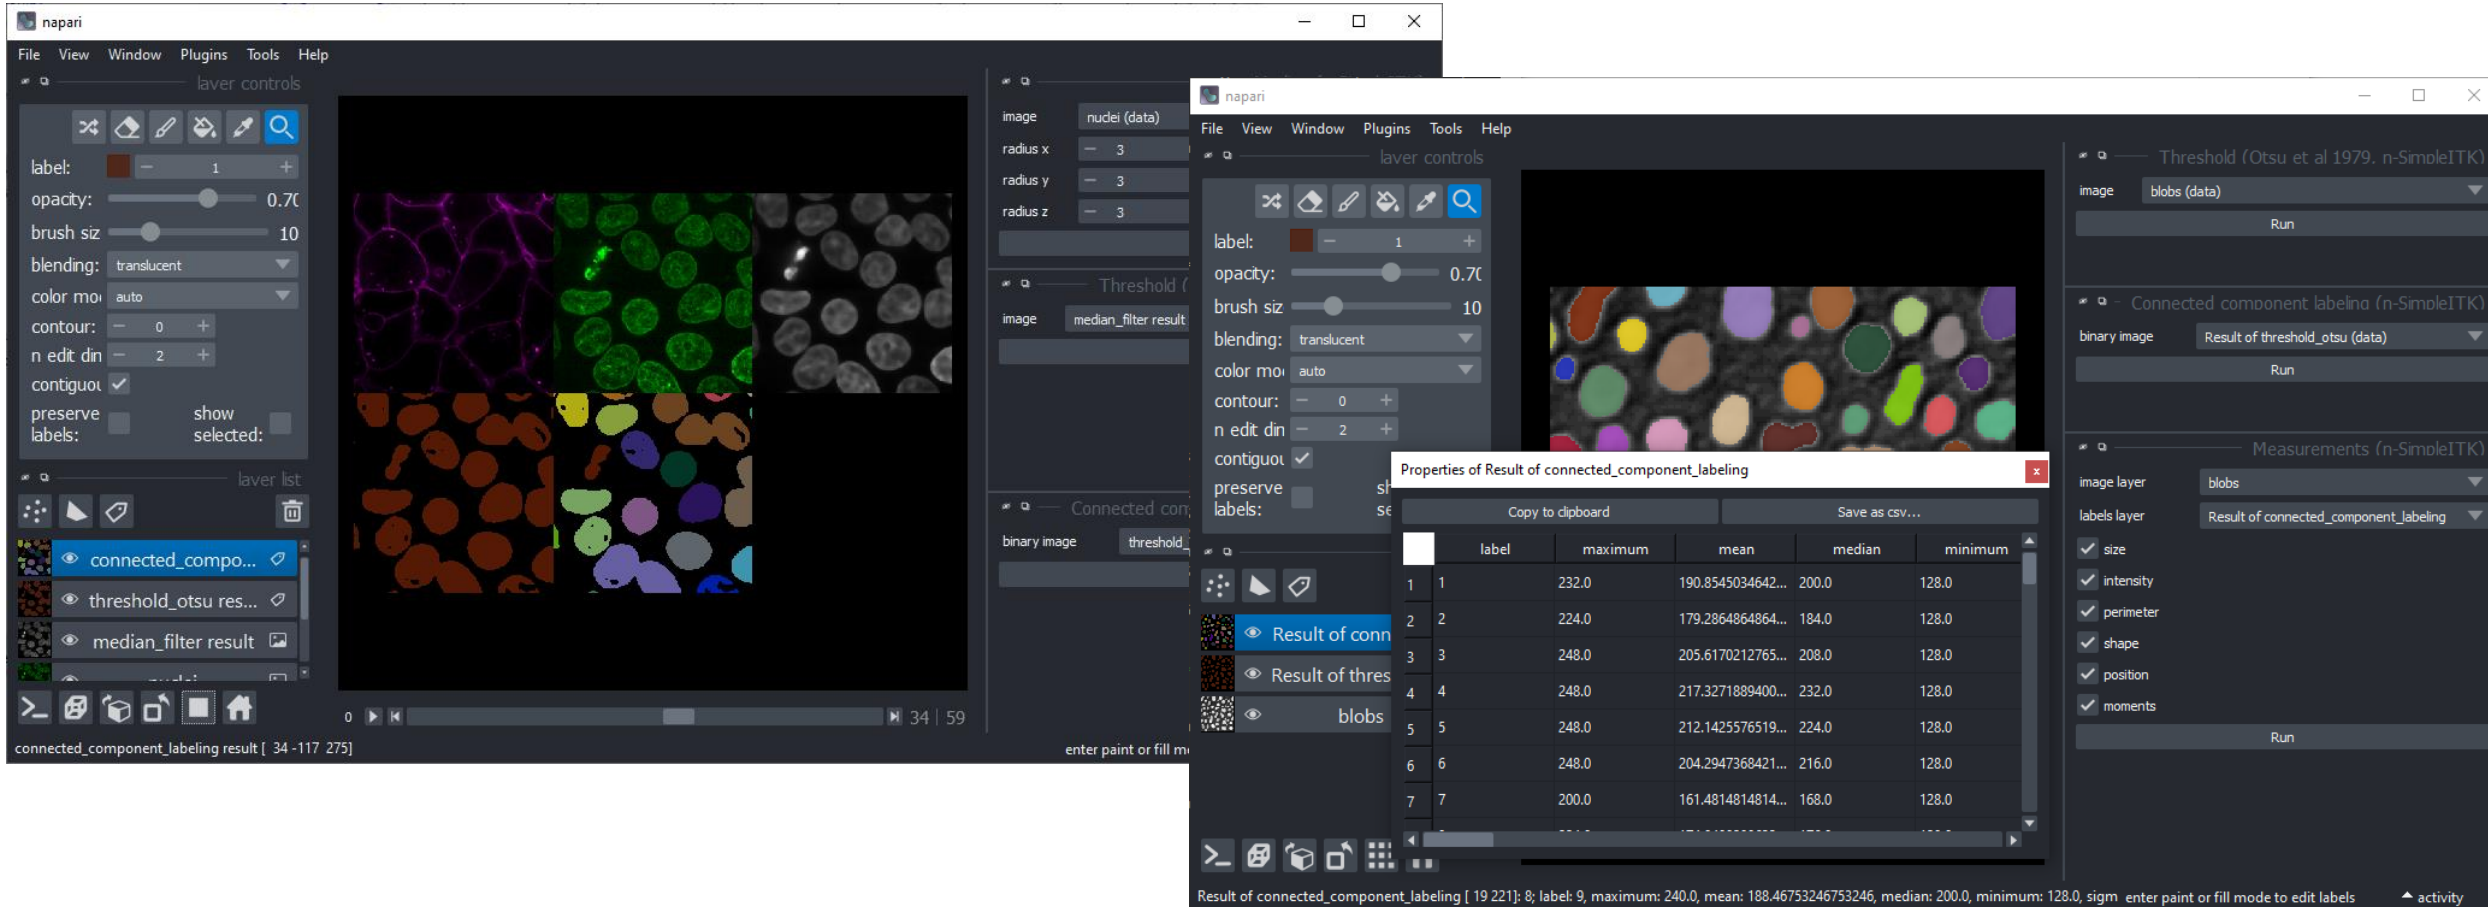 napari
File View Window Plugins Tools Help
layer controls
label: 1
opacity: 0.70
brush siz 10
blending: translucent
color mo auto
contour: 0
n edit din 2
contiguou
preserve labels:
show selected:
layer list
connected_compo...
threshold_otsu res...
median_filter result
nuclei
connected_component_labeling result [ 34 -117 275]
0
34 | 59
enter paint or fill m
image nuclei (data)
radius x 3
radius y 3
radius z 3
Threshold (
image median_filter result
Connected con
binary image threshold_
napari
File View Window Plugins Tools Help
layer controls
label: 1
opacity: 0.70
brush siz 10
blending: translucent
color mo auto
contour: 0
n edit din 2
contiguou
preserve labels:
sh
se
Result of conn
Result of thres
blobs
Threshold (Otsu et al 1979, n-SimpleITK)
image blobs (data)
Run
Connected component labeling (n-SimpleITK)
binary image Result of threshold_otsu (data)
Run
Measurements (n-SimpleITK)
image layer blobs
labels layer Result of connected_component_labeling
size
intensity
perimeter
shape
position
moments
Run
Properties of Result of connected_component_labeling
x
Copy to clipboard Save as csv...
label maximum mean median minimum
1 1 232.0 190.8545034642... 200.0 128.0
2 2 224.0 179.2864864864... 184.0 128.0
3 3 248.0 205.6170212765... 208.0 128.0
4 4 248.0 217.3271889400... 232.0 128.0
5 5 248.0 212.1425576519... 224.0 128.0
6 6 248.0 204.2947368421... 216.0 128.0
7 7 200.0 161.4814814814... 168.0 128.0
Result of connected_component_labeling [ 19 221]: 8; label: 9, maximum: 240.0, mean: 188.46753246753246, median: 200.0, minimum: 128.0, sigm enter paint or fill mode to edit labels
activity